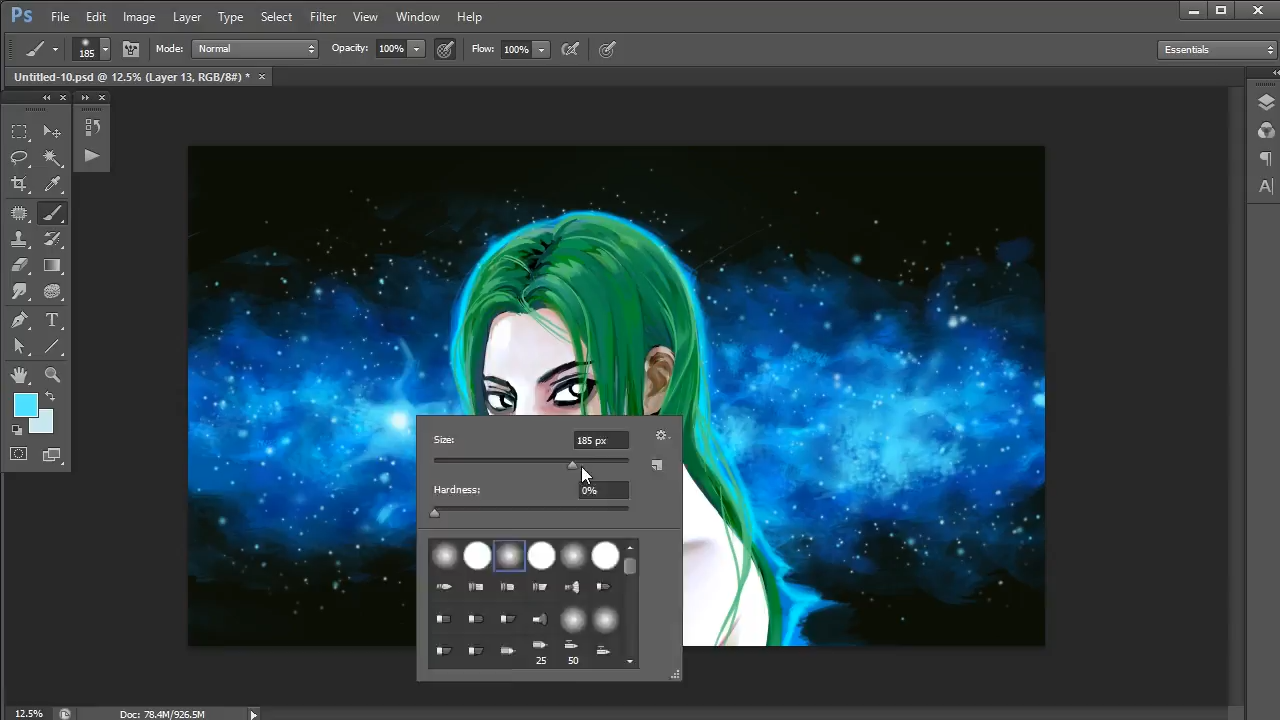 Ps File Edit Image Layer Type Select Filter View Window Help
185 Mode: Normal Opacity: 100% Flow: 100% Essentials
Untitled-10.psd @ 12.5% (Layer 13, RGB/8#) * ×
T
A|
Size: 185 px
Hardness: 0%
25 50
12.5% Doc: 78.4M/926.5M